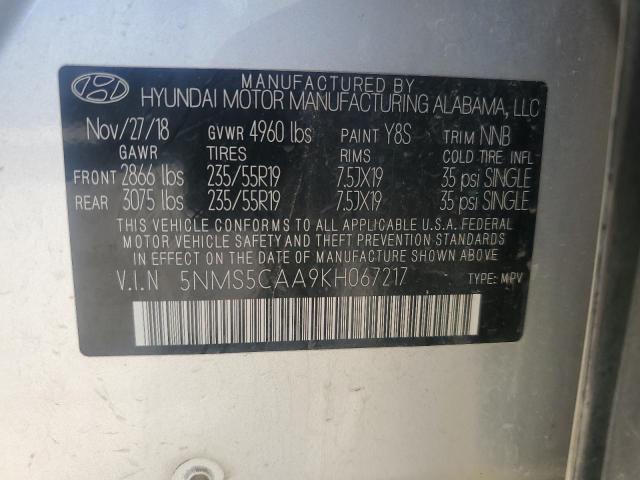 MANUFACTURED BY
HYUNDAI MOTOR MANUFACTURING ALABAMA, LLC
Nov/27/18 GVWR 4960 lbs PAINT Y8S TRIM NNB
GAWR TIRES RIMS COLD TIRE INFL
FRONT 2866 lbs 235/55R19 7.5JX19 35 psi SINGLE
REAR 3075 lbs 235/55R19 7.5JX19 35 psi SINGLE
THIS VEHICLE CONFORMS TO ALL APPLICABLE U.S.A. FEDERAL
MOTOR VEHICLE SAFETY AND THEFT PREVENTION STANDARDS
IN EFFECT ON THE DATE OF MANUFACTURE SHOWN ABOVE
V.I.N 5NMS5CAA9KH067217 TYPE: MPV